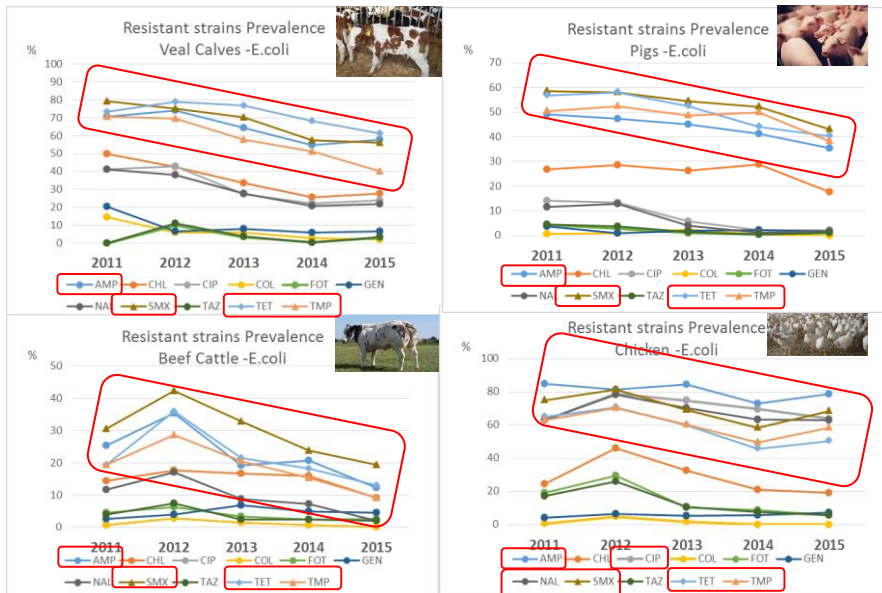 Resistant strains Prevalence
Veal Calves -E.coli
%
100
90
80
70
60
50
40
30
20
10
0
2011 2012 2013 2014 2015
AMP CHL CIP COL FOT GEN
NAL SMX TAZ TET TMP
Resistant strains Prevalence
Pigs -E.coli
%
70
60
50
40
30
20
10
0
2011 2012 2013 2014 2015
AMP CHL CIP COL FOT GEN
NAL SMX TAZ TET TMP
Resistant strains Prevalence
Beef Cattle -E.coli
%
50
40
30
20
10
0
2011 2012 2013 2014 2015
AMP CHL CIP COL FOT GEN
NAL SMX TAZ TET TMP
Resistant strains Prevalence
Chicken -E.coli
%
100
80
60
40
20
0
2011 2012 2013 2014 2015
AMP CHL CIP COL FOT GEN
NAL SMX TAZ TET TMP